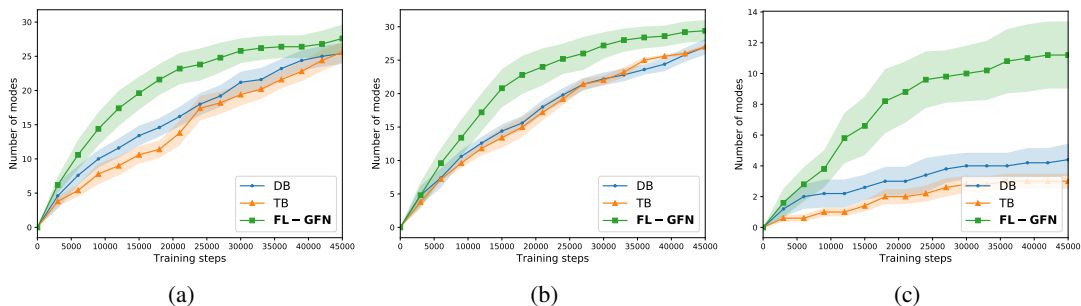 30
25
20
15
10
5
0
Number of modes
DB
TB
FL − GFN
0 5000 10000 15000 20000 25000 30000 35000 40000 45000
Training steps
(a)
30
25
20
15
10
5
0
Number of modes
DB
TB
FL − GFN
0 5000 10000 15000 20000 25000 30000 35000 40000 45000
Training steps
(b)
14
12
10
8
6
4
2
0
Number of modes
DB
TB
FL − GFN
0 5000 10000 15000 20000 25000 30000 35000 40000 45000
Training steps
(c)